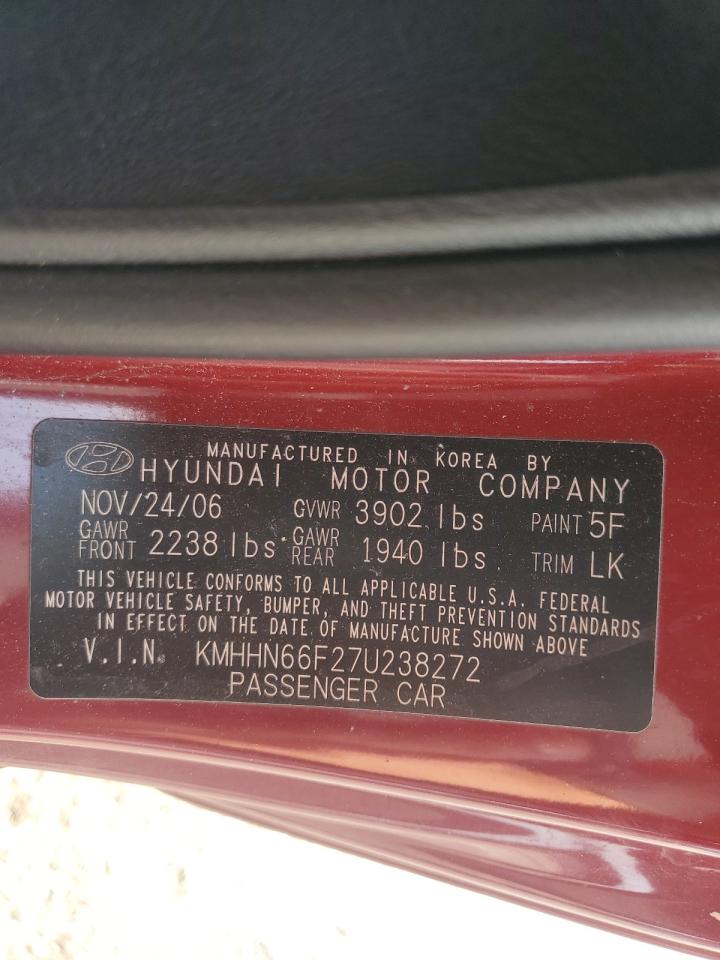 MANUFACTURED IN KOREA BY
HYUNDAI MOTOR COMPANY
NOV/24/06 GVWR 3902 lbs PAINT 5F
GAWR FRONT 2238 lbs. GAWR REAR 1940 lbs. TRIM LK
THIS VEHICLE CONFORMS TO ALL APPLICABLE U.S.A. FEDERAL
MOTOR VEHICLE SAFETY, BUMPER, AND THEFT PREVENTION STANDARDS
IN EFFECT ON THE DATE OF MANUFACTURE SHOWN ABOVE
V.I.N. KMHHN66F27U238272
PASSENGER CAR